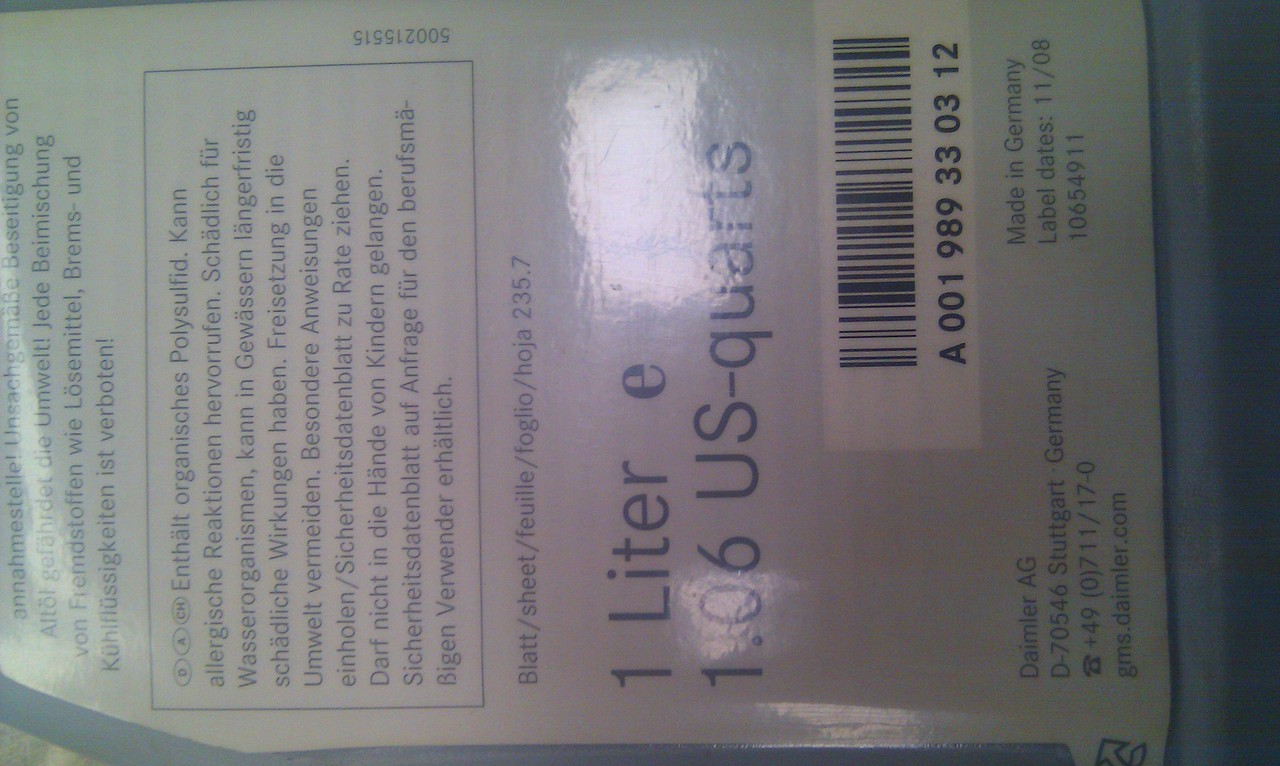 annahmestelle! Unsachgemäße Beseitigung von
Altöl gefährdet die Umwelt! Jede Beimischung
von Fremdstoffen wie Lösemittel, Brems- und
Kühlflüssigkeiten ist verboten!
D A CH Enthält organisches Polysulfid. Kann
allergische Reaktionen hervorrufen. Schädlich für
Wasserorganismen, kann in Gewässern längerfristig
schädliche Wirkungen haben. Freisetzung in die
Umwelt vermeiden. Besondere Anweisungen
einholen/Sicherheitsdatenblatt zu Rate ziehen.
Darf nicht in die Hände von Kindern gelangen.
Sicherheitsdatenblatt auf Anfrage für den berufsmä-
ßigen Verwender erhältlich.
500215515
Blatt/sheet/feuille/foglio/hoja 235.7
1 Liter e
1.06 US-quarts
A 001 989 33 03 12
Daimler AG
D-70546 Stuttgart · Germany
☎ +49 (0)711/17-0
gms.daimler.com
Made in Germany
Label dates: 11/08
10654911